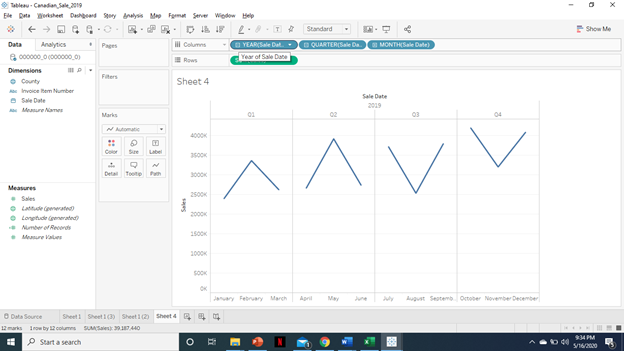 Tableau - Canadian_Sale_2019
File Data Worksheet Dashboard Story Analysis Map Format Server Window Help
Standard
Show Me
Data Analytics
Pages
Columns YEAR(Sale Dat.. QUARTER(Sale Da.. MONTH(Sale Date)
000000_0 (000000_0)
Rows
Year of Sale Date
Dimensions
County
Invoice Item Number
Sale Date
Measure Names
Filters
Marks
Automatic
Color Size Label
Detail Tooltip Path
Measures
Sales
Latitude (generated)
Longitude (generated)
Number of Records
Measure Values
Sheet 4
Sale Date
2019
Q1 Q2 Q3 Q4
Sales
4000K
3500K
3000K
2500K
2000K
1500K
1000K
500K
0K
January February March April May June July August Septemb.. October November December
Data Source Sheet 1 Sheet 1 (3) Sheet 1 (2) Sheet 4
12 marks 1 row by 12 columns SUM(Sales): 39,187,440
Start a search
9:34 PM
5/16/2020